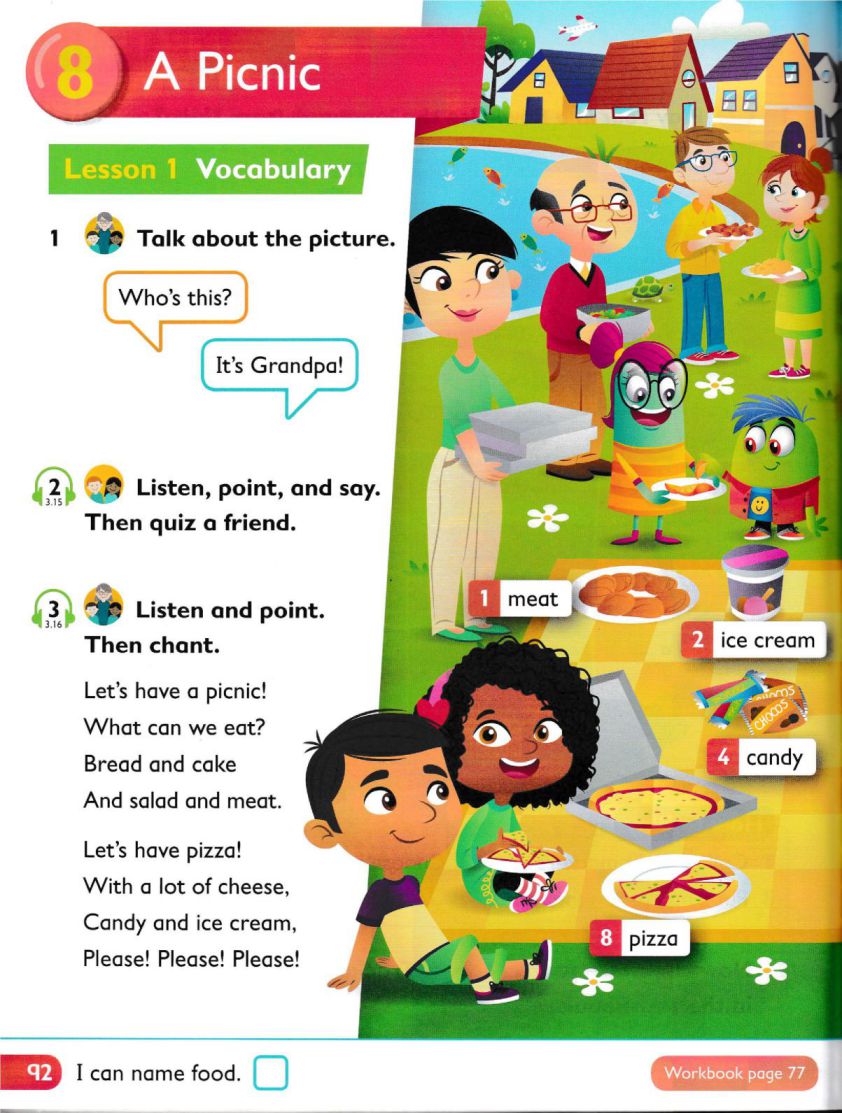 8 A Picnic
Lesson 1 Vocabulary
1 Talk about the picture.
Who's this?
It's Grandpa!
2 Listen, point, and say.
3.15
Then quiz a friend.
3 Listen and point.
3.16
Then chant.
Let's have a picnic!
What can we eat?
Bread and cake
And salad and meat.
Let's have pizza!
With a lot of cheese,
Candy and ice cream,
Please! Please! Please!
1 meat
2 ice cream
CHOCOS
CHOCOS
4 candy
8 pizza
92 I can name food.
Workbook page 77